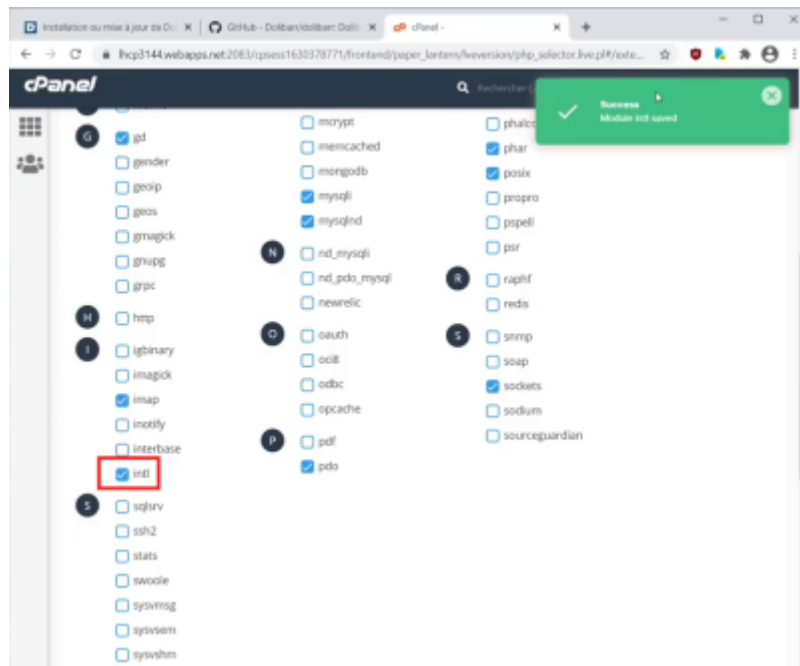 Installation ou mise à jour de Do
GitHub - Dolibarr/dolibarr: Dolib
cPanel -
lhcp3144.webapps.net:2083/cpsess1630378771/frontend/paper_lantern/lveversion/php_selector.live.pl#/exte...
cPanel
Rechercher (
Success
Module intl saved
G
gd
gender
geoip
geos
gmagick
gnupg
grpc
H
http
I
igbinary
imagick
imap
inotify
interbase
intl
S
sqlsrv
ssh2
stats
swoole
sysvmsg
sysvsem
sysvshm
mcrypt
memcached
mongodb
mysqli
mysqlnd
N
nd_mysqli
nd_pdo_mysql
newrelic
O
oauth
oci8
odbc
opcache
P
pdf
pdo
phalco
phar
posix
propro
pspell
psr
R
raphf
redis
S
snmp
soap
sockets
sodium
sourceguardian